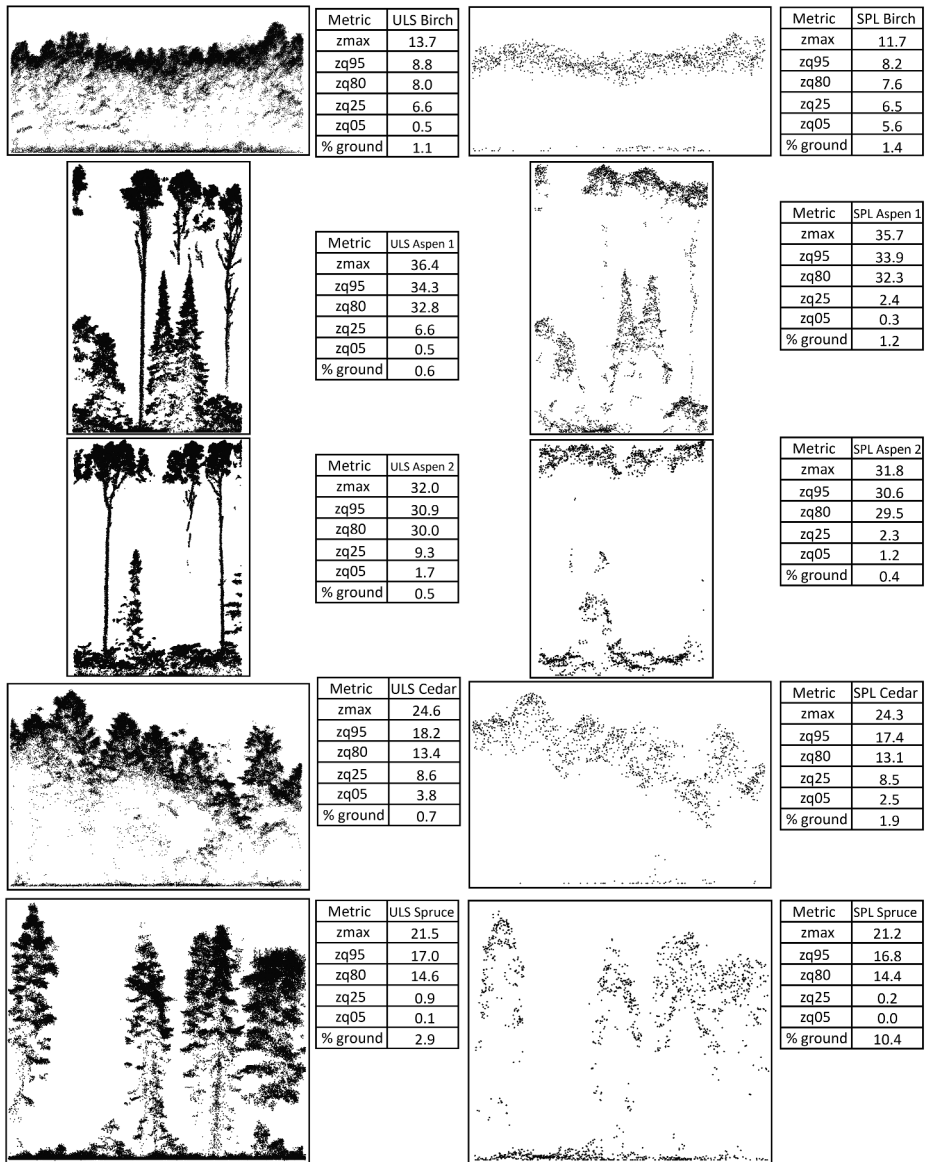 Metric ULS Birch
zmax 13.7
zq95 8.8
zq80 8.0
zq25 6.6
zq05 0.5
% ground 1.1
Metric SPL Birch
zmax 11.7
zq95 8.2
zq80 7.6
zq25 6.5
zq05 5.6
% ground 1.4
Metric ULS Aspen 1
zmax 36.4
zq95 34.3
zq80 32.8
zq25 6.6
zq05 0.5
% ground 0.6
Metric SPL Aspen 1
zmax 35.7
zq95 33.9
zq80 32.3
zq25 2.4
zq05 0.3
% ground 1.2
Metric ULS Aspen 2
zmax 32.0
zq95 30.9
zq80 30.0
zq25 9.3
zq05 1.7
% ground 0.5
Metric SPL Aspen 2
zmax 31.8
zq95 30.6
zq80 29.5
zq25 2.3
zq05 1.2
% ground 0.4
Metric ULS Cedar
zmax 24.6
zq95 18.2
zq80 13.4
zq25 8.6
zq05 3.8
% ground 0.7
Metric SPL Cedar
zmax 24.3
zq95 17.4
zq80 13.1
zq25 8.5
zq05 2.5
% ground 1.9
Metric ULS Spruce
zmax 21.5
zq95 17.0
zq80 14.6
zq25 0.9
zq05 0.1
% ground 2.9
Metric SPL Spruce
zmax 21.2
zq95 16.8
zq80 14.4
zq25 0.2
zq05 0.0
% ground 10.4